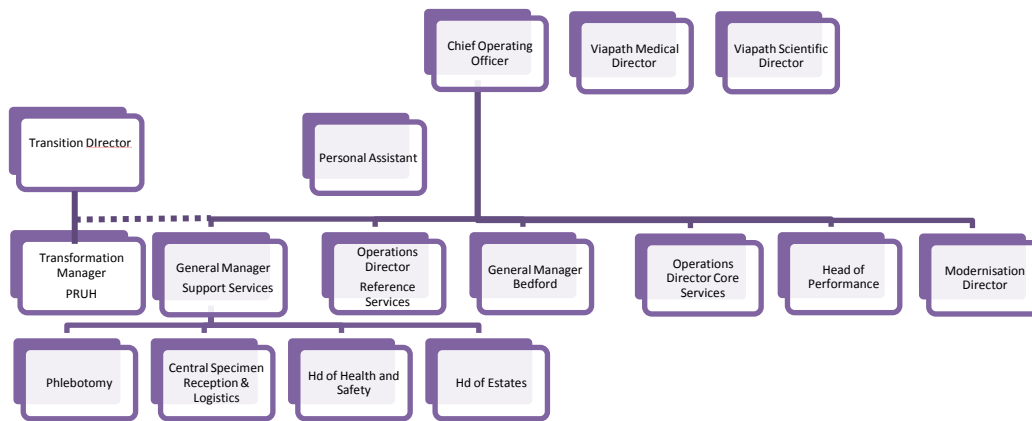 Chief Operating
Officer
Viapath Medical
Director
Viapath Scientific
Director
Transition DIrector
Personal Assistant
Transformation
Manager
PRUH
General Manager
Support Services
Operations
Director
Reference
Services
General Manager
Bedford
Operations
Director Core
Services
Head of
Performance
Modernisation
Director
Phlebotomy
Central Specimen
Reception &
Logistics
Hd of Health and
Safety
Hd of Estates